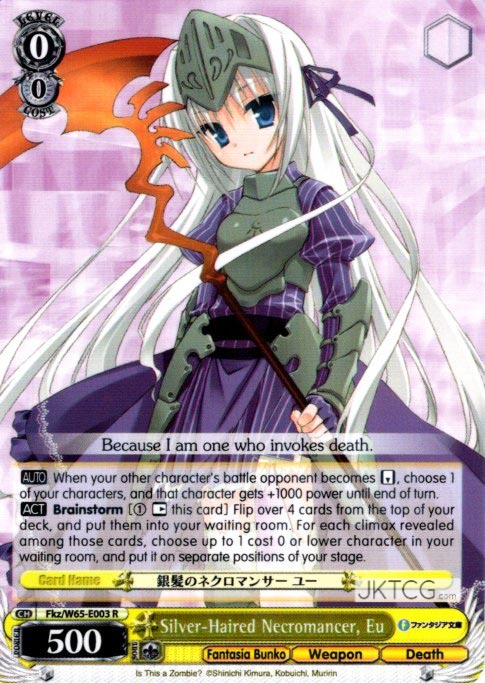 LEVEL
0
0
COST
Because I am one who invokes death.
AUTO When your other character's battle opponent becomes [▼], choose 1
of your characters, and that character gets +1000 power until end of turn.
ACT Brainstorm [① [▶] this card] Flip over 4 cards from the top of your
deck, and put them into your waiting room. For each climax revealed
among those cards, choose up to 1 cost 0 or lower character in your
waiting room, and put it on separate positions of your stage.
Card Name 銀髪のネクロマンサー ユー
JKTCG.com
CH Fkz/W65-E003 R
Silver-Haired Necromancer, Eu
ファンタジア文庫
POWER 500 SOUL
Fantasia Bunko Weapon Death
Is This a Zombie? ©Shinichi Kimura, Kobuichi, Muririn